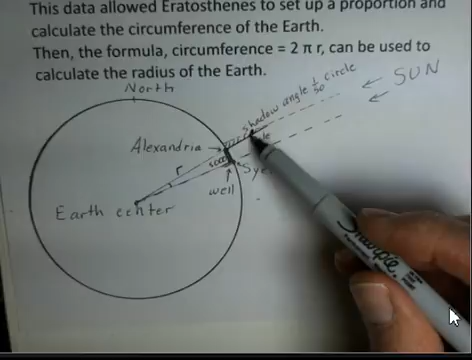 This data allowed Eratosthenes to set up a proportion and
calculate the circumference of the Earth.
Then, the formula, circumference = 2 π r, can be used to
calculate the radius of the Earth.
North
shadow angle 1/50 circle
SUN
Alexandria
r
Sye
well
Earth center
Sharpie